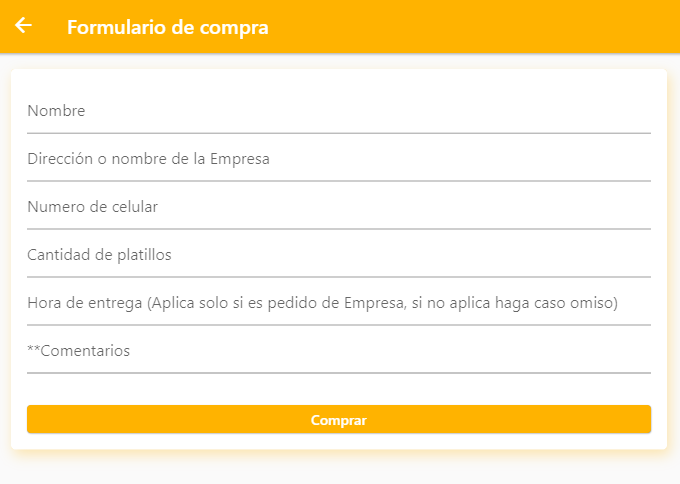 Formulario de compra
Nombre
Dirección o nombre de la Empresa
Numero de celular
Cantidad de platillos
Hora de entrega (Aplica solo si es pedido de Empresa, si no aplica haga caso omiso)
**Comentarios
Comprar